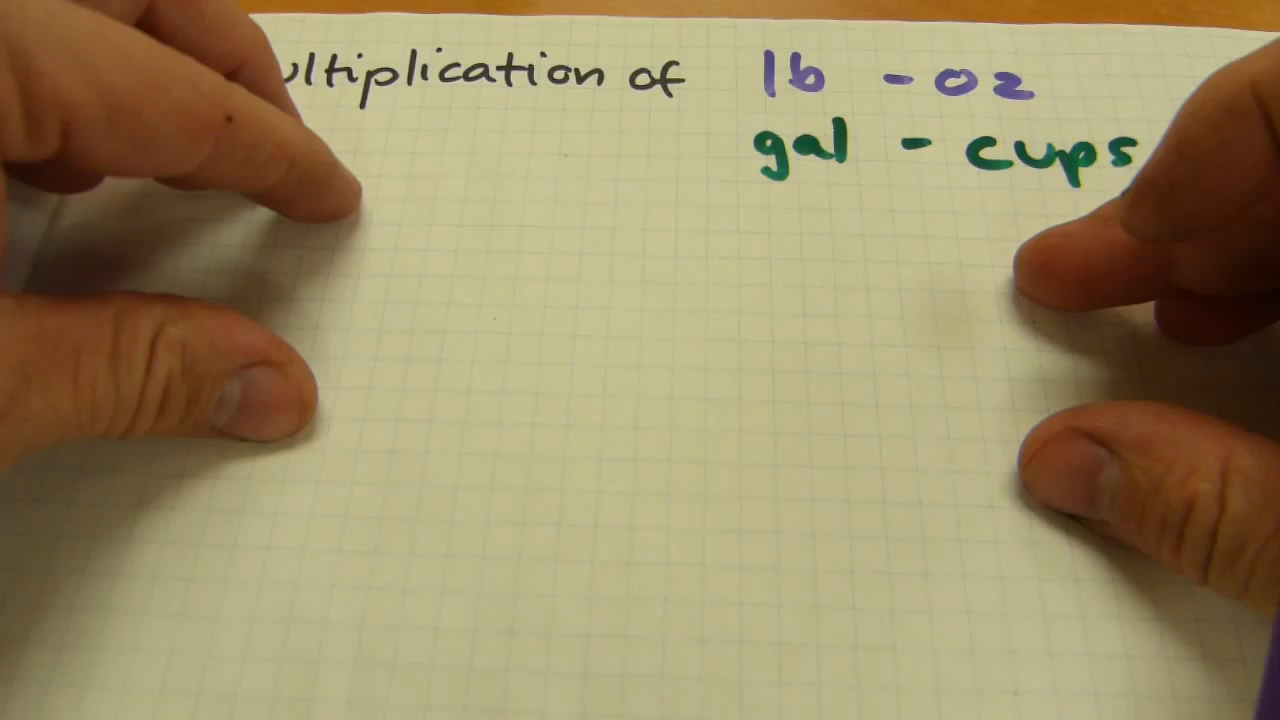 ultiplication of lb - oz
gal - cups